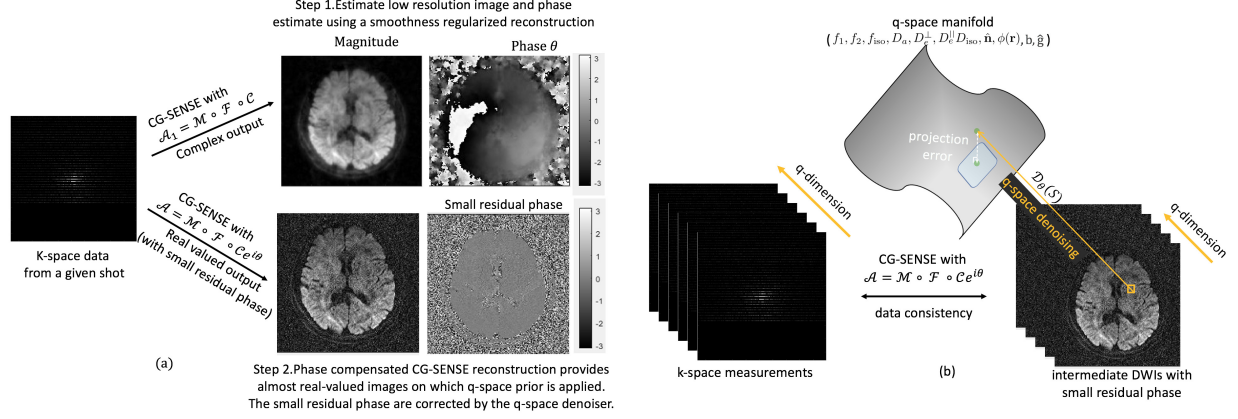 Step 1.Estimate low resolution image and phase
estimate using a smoothness regularized reconstruction
Magnitude
Phase θ
3
2
1
0
-1
-2
-3
CG-SENSE with
𝒜₁ = ℳ ∘ ℱ ∘ 𝒞
Complex output
K-space data
from a given shot
CG-SENSE with
𝒜 = ℳ ∘ ℱ ∘ 𝒞e^{iθ}
Real valued output
(with small residual phase)
Small residual phase
3
2
1
0
-1
-2
-3
(a)
Step 2.Phase compensated CG-SENSE reconstruction provides
almost real-valued images on which q-space prior is applied.
The small residual phase are corrected by the q-space denoiser.
q-space manifold
( f₁, f₂, f_iso, D_a, D_e^⊥, D_e^{||} D_iso, n̂, ϕ(r), b, ĝ )
projection
error
q-dimension
𝒟_θ(S)
q-space denoising
q-dimension
CG-SENSE with
𝒜 = ℳ ∘ ℱ ∘ 𝒞e^{iθ}
data consistency
k-space measurements
(b)
intermediate DWIs with
small residual phase